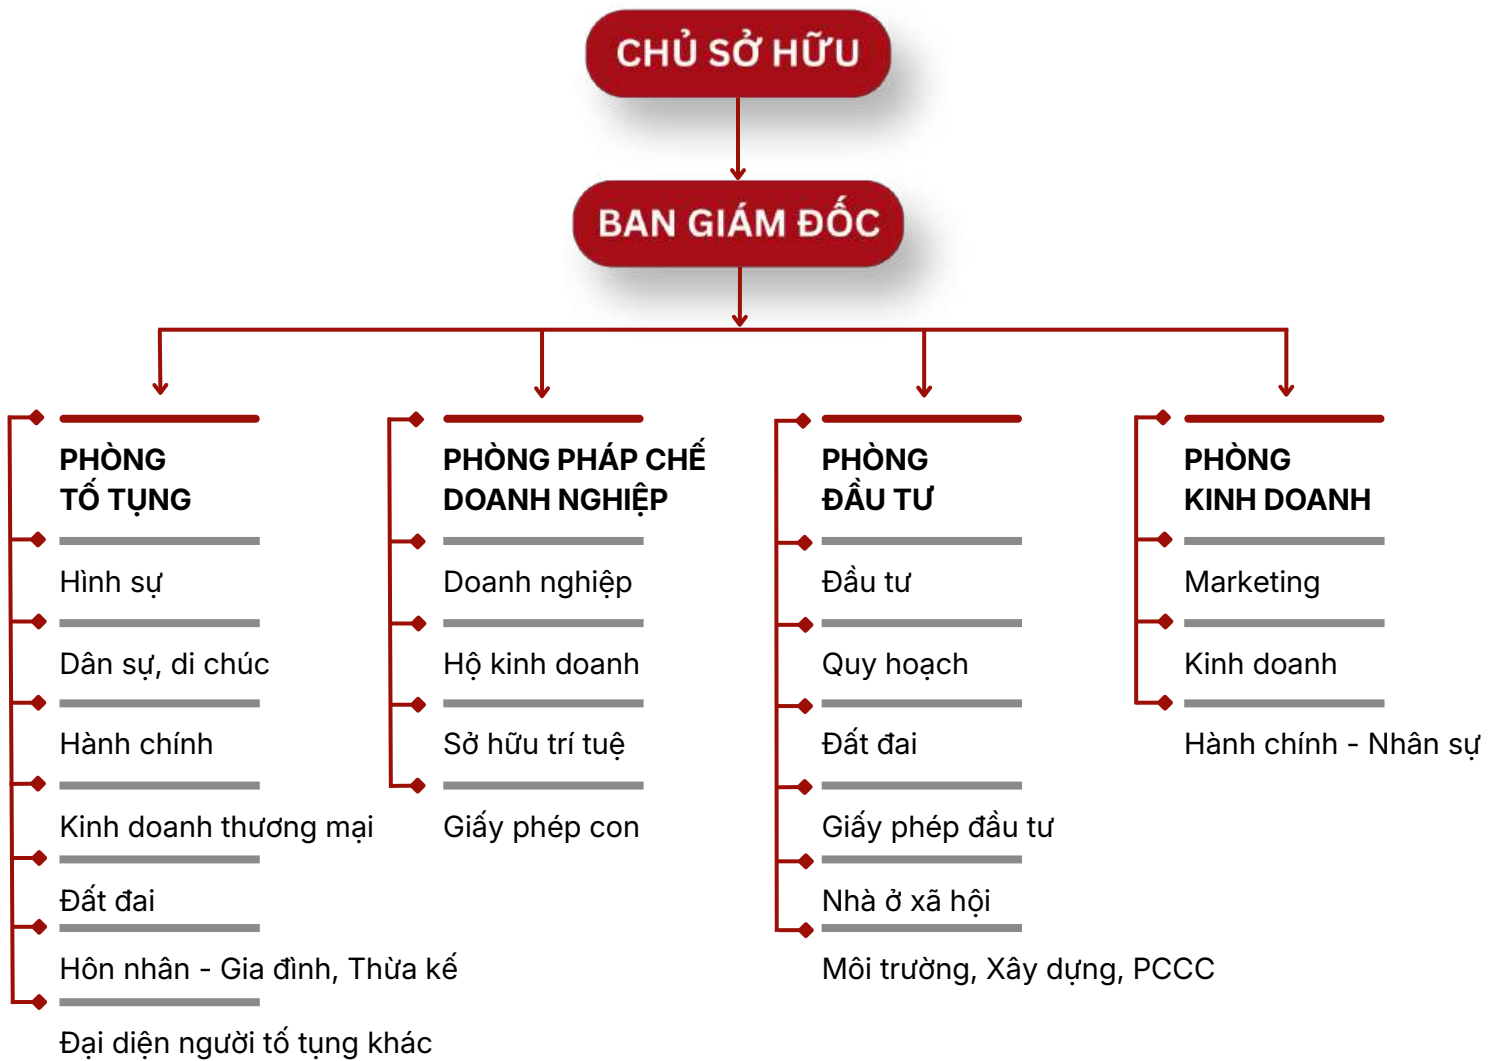 CHỦ SỞ HỮU
BAN GIÁM ĐỐC
PHÒNG
TỐ TỤNG
Hình sự
Dân sự, di chúc
Hành chính
Kinh doanh thương mại
Đất đai
Hôn nhân - Gia đình, Thừa kế
Đại diện người tố tụng khác
PHÒNG PHÁP CHẾ
DOANH NGHIỆP
Doanh nghiệp
Hộ kinh doanh
Sở hữu trí tuệ
Giấy phép con
PHÒNG
ĐẦU TƯ
Đầu tư
Quy hoạch
Đất đai
Giấy phép đầu tư
Nhà ở xã hội
Môi trường, Xây dựng, PCCC
PHÒNG
KINH DOANH
Marketing
Kinh doanh
Hành chính - Nhân sự